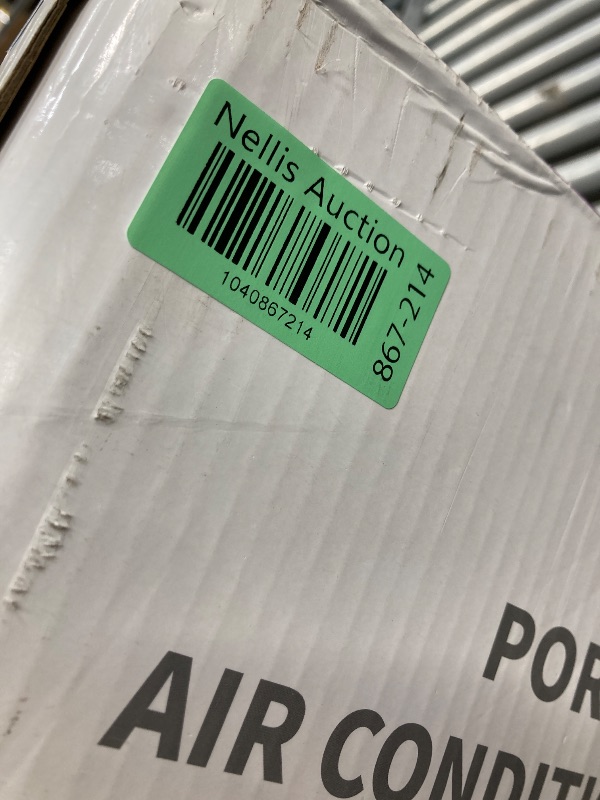 Nellis Auction
1040867214
867-214
POR
AIR CONDITI